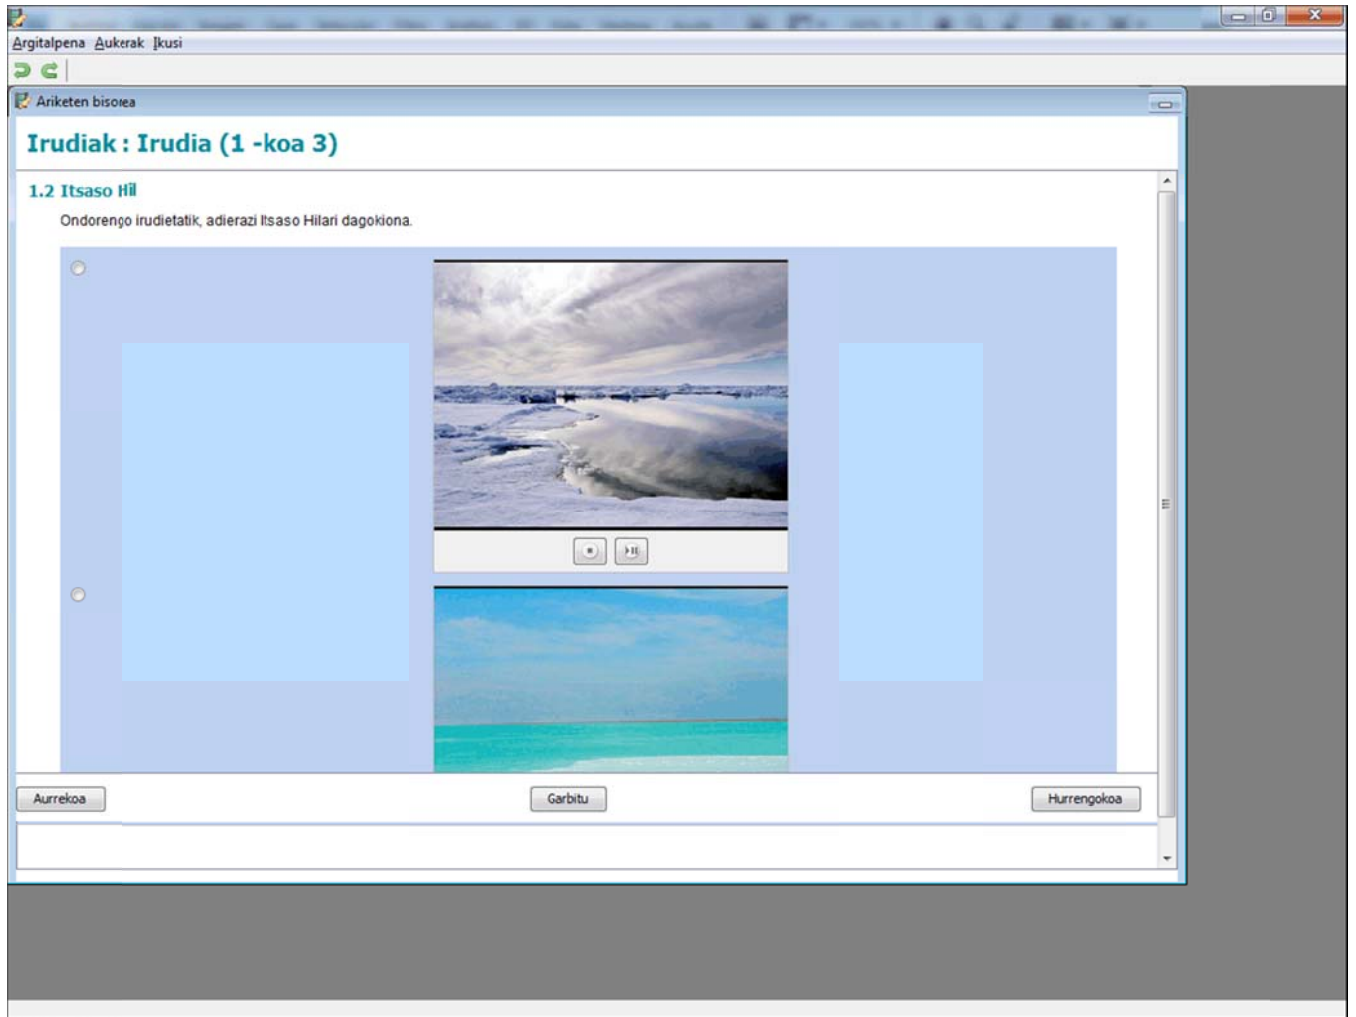 Argitalpena Aukerak Ikusi
Ariketen bisorea
Irudiak : Irudia (1 -koa 3)
1.2 Itsaso Hil
Ondorengo irudietatik, adierazi Itsaso Hilari dagokiona.
Aurrekoa Garbitu Hurrengokoa